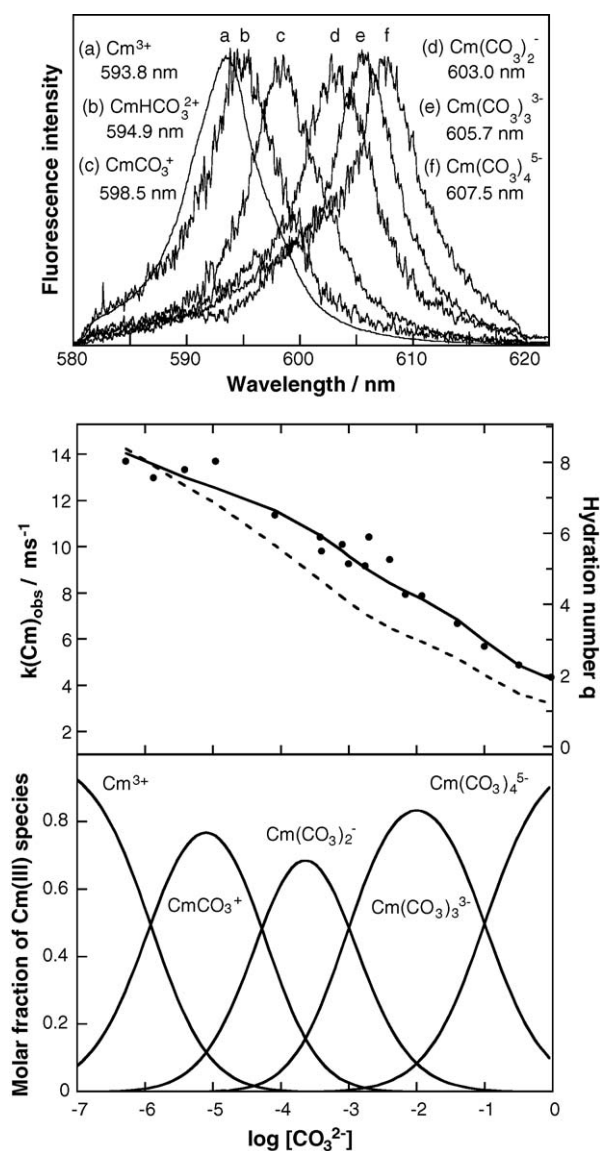 a b c d e f
(a) Cm³⁺
593.8 nm
(b) CmHCO₃²⁺
594.9 nm
(c) CmCO₃⁺
598.5 nm
(d) Cm(CO₃)₂⁻
603.0 nm
(e) Cm(CO₃)₃³⁻
605.7 nm
(f) Cm(CO₃)₄⁵⁻
607.5 nm
Fluorescence intensity
580 590 600 610 620
Wavelength / nm
14
12
10
8
6
4
2
k(Cm)obs / ms⁻¹
8
6
4
2
0
Hydration number q
Cm³⁺
Cm(CO₃)₄⁵⁻
Cm(CO₃)₂⁻
CmCO₃⁺
Cm(CO₃)₃³⁻
0.8
0.6
0.4
0.2
0
Molar fraction of Cm(III) species
-7 -6 -5 -4 -3 -2 -1 0
log [CO₃²⁻]